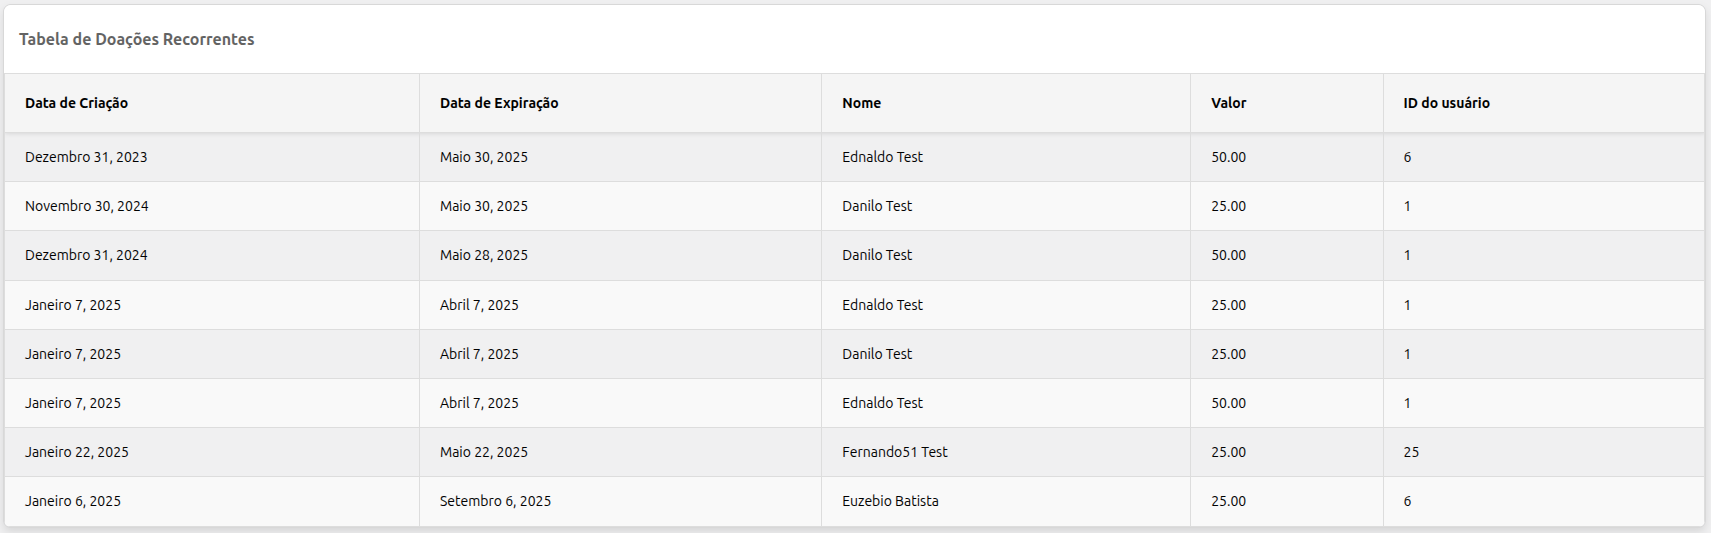 Tabela de Doações Recorrentes
Data de Criação Data de Expiração Nome Valor ID do usuário
Dezembro 31, 2023 Maio 30, 2025 Ednaldo Test 50.00 6
Novembro 30, 2024 Maio 30, 2025 Danilo Test 25.00 1
Dezembro 31, 2024 Maio 28, 2025 Danilo Test 50.00 1
Janeiro 7, 2025 Abril 7, 2025 Ednaldo Test 25.00 1
Janeiro 7, 2025 Abril 7, 2025 Danilo Test 25.00 1
Janeiro 7, 2025 Abril 7, 2025 Ednaldo Test 50.00 1
Janeiro 22, 2025 Maio 22, 2025 Fernando51 Test 25.00 25
Janeiro 6, 2025 Setembro 6, 2025 Euzebio Batista 25.00 6